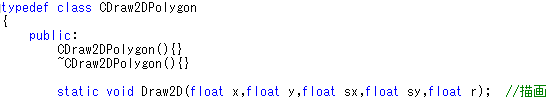 typedef class CDraw2DPolygon
{
    public:
        CDraw2DPolygon(){}
        ~CDraw2DPolygon(){}
        static void Draw2D(float x,float y,float sx,float sy,float r);  //描画